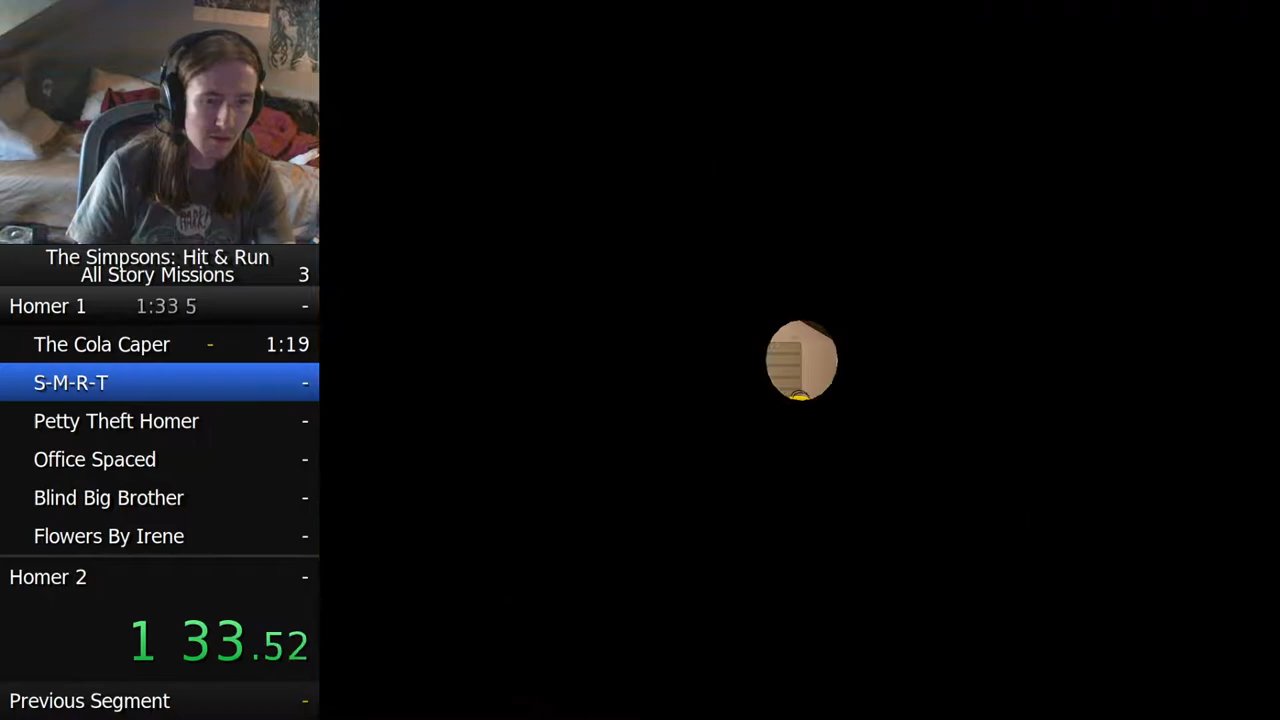 The Simpsons: Hit & Run
All Story Missions 3
Homer 1 1:33 5 -
The Cola Caper - 1:19
S-M-R-T -
Petty Theft Homer -
Office Spaced -
Blind Big Brother -
Flowers By Irene -
Homer 2 -
1 33.52
Previous Segment -